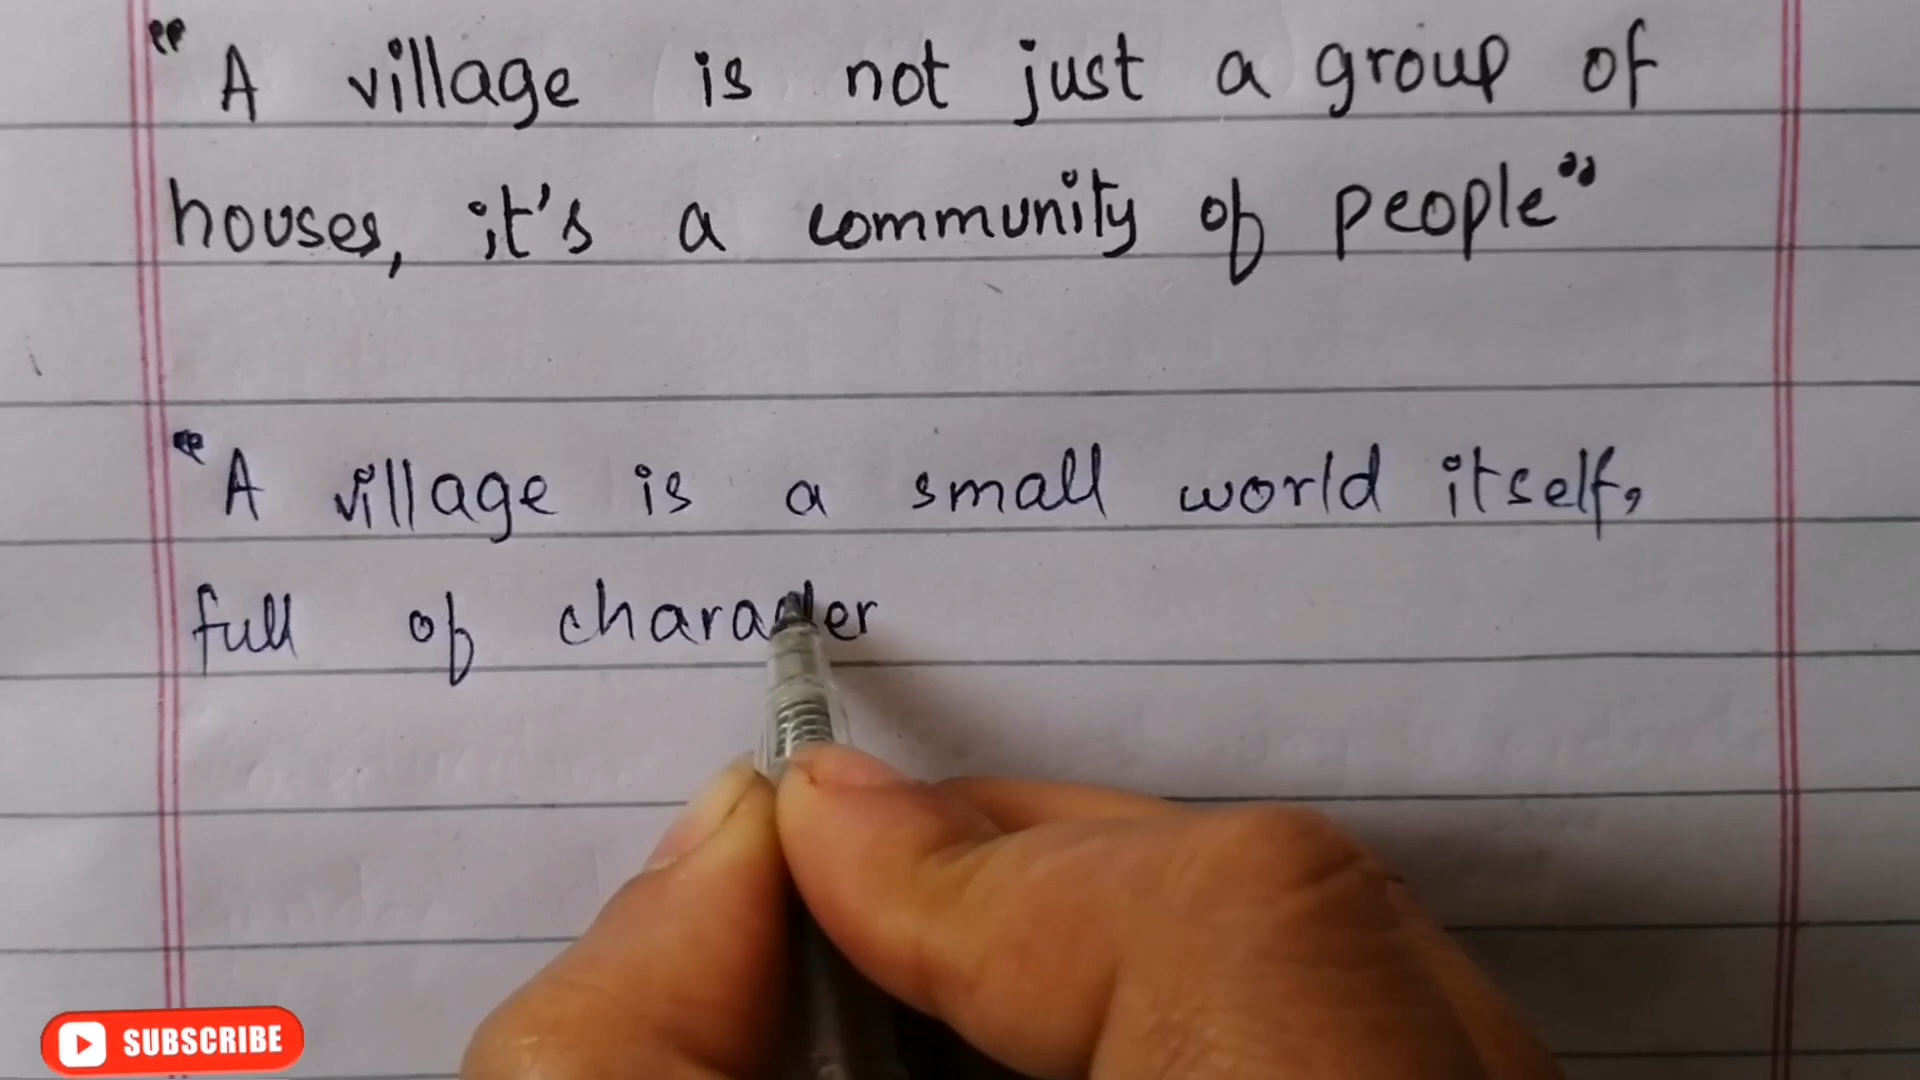 "A village is not just a group of
houses, it's a community of people"
"A village is a small world itself,
full of character
SUBSCRIBE